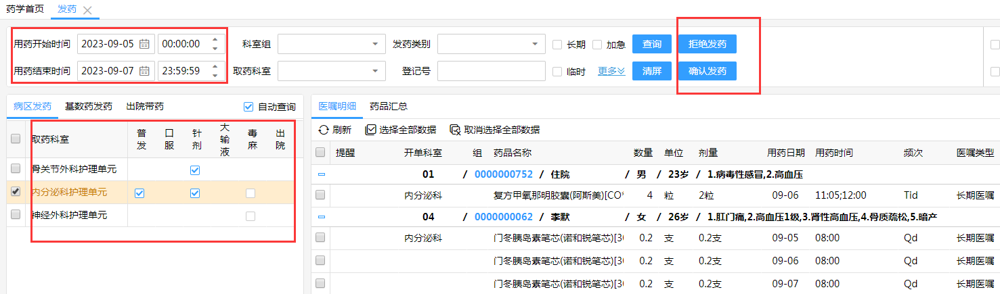 药学首页 发药
用药开始时间 2023-09-05 00:00:00 科室组 发药类别 长期 加急 查询 拒绝发药
用药结束时间 2023-09-07 23:59:59 取药科室 登记号 临时 更多 清屏 确认发药
病区发药 基数药发药 出院带药 自动查询
取药科室 普发 口服 针剂 大输液 毒麻 出院
骨关节外科护理单元
内分泌科护理单元
神经外科护理单元
医嘱明细 药品汇总
刷新 选择全部数据 取消选择全部数据
提醒 开单科室 组 药品名称 数量 单位 剂量 用药日期 用药时间 频次 医嘱类型
01 / 0000000752 / 住院 / 男 / 23岁 / 1.病毒性感冒,2.高血压
内分泌科 复方甲氧那明胶囊(阿斯美)[CO* 4 粒 2粒 09-06 11:05;12:00 Tid 长期医嘱
04 / 0000000062 / 李默 / 女 / 26岁 / 1.肛门痛,2.高血压1级,3.肾性高血压,4.骨质疏松,5.暗产
内分泌科 门冬胰岛素笔芯(诺和锐笔芯)[30 0.2 支 0.2支 09-05 08:00 Qd 长期医嘱
门冬胰岛素笔芯(诺和锐笔芯)[30 0.2 支 0.2支 09-06 08:00 Qd 长期医嘱
门冬胰岛素笔芯(诺和锐笔芯)[30 0.2 支 0.2支 09-07 08:00 Qd 长期医嘱